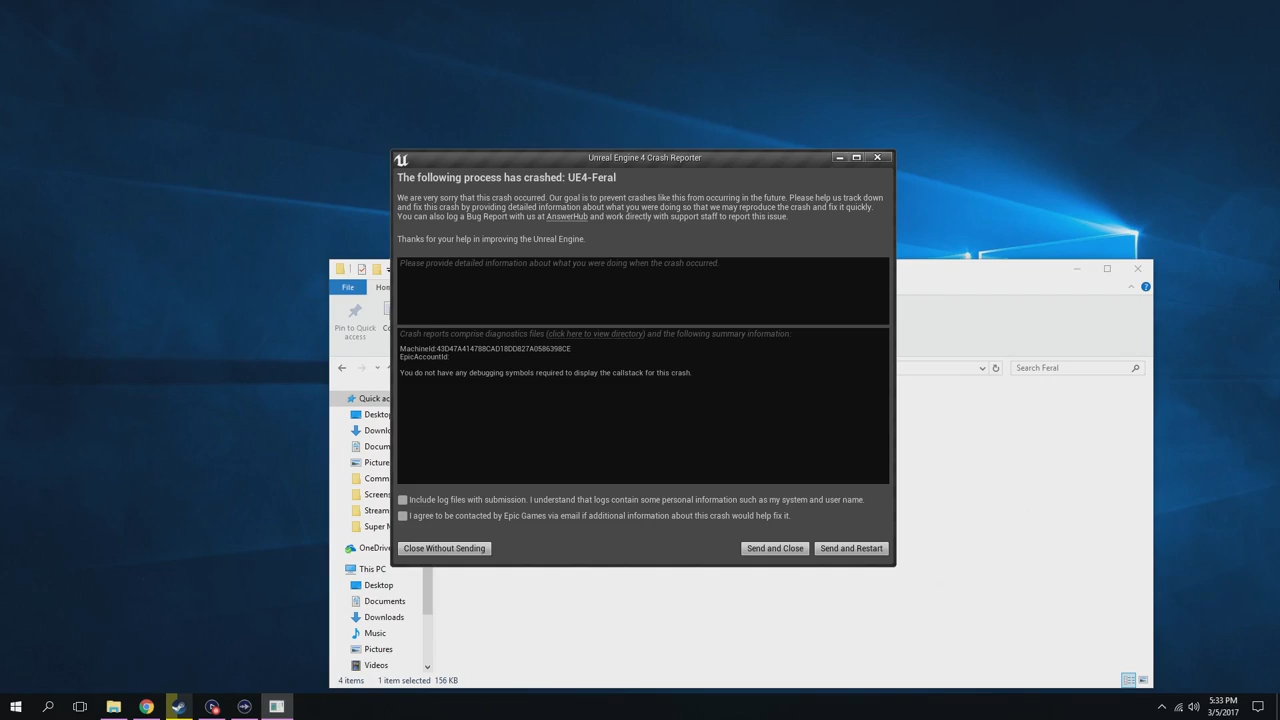 Unreal Engine 4 Crash Reporter
The following process has crashed: UE4-Feral
We are very sorry that this crash occurred. Our goal is to prevent crashes like this from occurring in the future. Please help us track down
and fix this crash by providing detailed information about what you were doing so that we may reproduce the crash and fix it quickly.
You can also log a Bug Report with us at AnswerHub and work directly with support staff to report this issue.
Thanks for your help in improving the Unreal Engine.
Please provide detailed information about what you were doing when the crash occurred.
Crash reports comprise diagnostics files (click here to view directory) and the following summary information:
MachineId:43D47A414788CAD18DD827A0586398CE
EpicAccountId:
You do not have any debugging symbols required to display the callstack for this crash.
Include log files with submission. I understand that logs contain some personal information such as my system and user name.
I agree to be contacted by Epic Games via email if additional information about this crash would help fix it.
Close Without Sending
Send and Close
Send and Restart
File
Hon
Pin to Quick
access
Co
Search Feral
Quick ac
Deskto
Downlo
Docum
Picture
Comm
Screens
Stream
Super M
OneDrive
This PC
Desktop
Documents
Downloads
Music
Pictures
Videos
4 items
1 item selected 156 KB
5:33 PM
3/5/2017